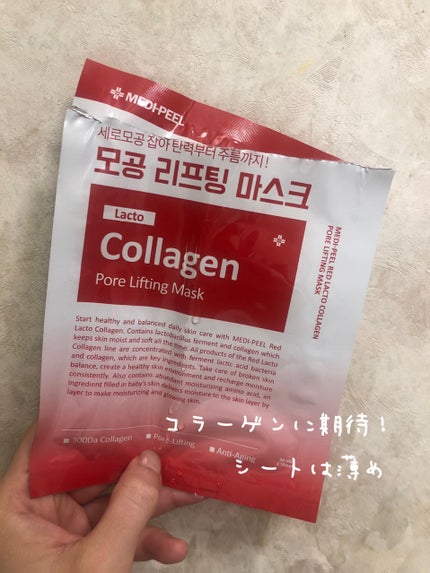 MEDI-PEEL
세로모공 잡아 탄력부터 주름까지!
모공 리프팅 마스크
Lacto
Collagen
Pore Lifting Mask
MEDI-PEEL RED LACTO COLLAGEN
PORE LIFTING MASK
Start healthy and balanced daily skin care with MEDI-PEEL Red
Lacto Collagen. Contains lactobacillus ferment and collagen which
keeps skin moist and soft all the time. All products of the Red Lacto
Collagen line are concentrated with ferment lactic acid bacteria
and collagen, which are key ingredients. Take care of broken skin
balance, create a healthy skin environment and recharge moisture
consistently. Also contains abundant moisturizing amino acid, an
ingredient filled in baby's skin delivers moisture to the skin layer by
layer to make moisturizing and glowing skin.
コラーゲンに期待!
300Da Collagen
Pore-Lifting
Anti-Aging
シートは薄め